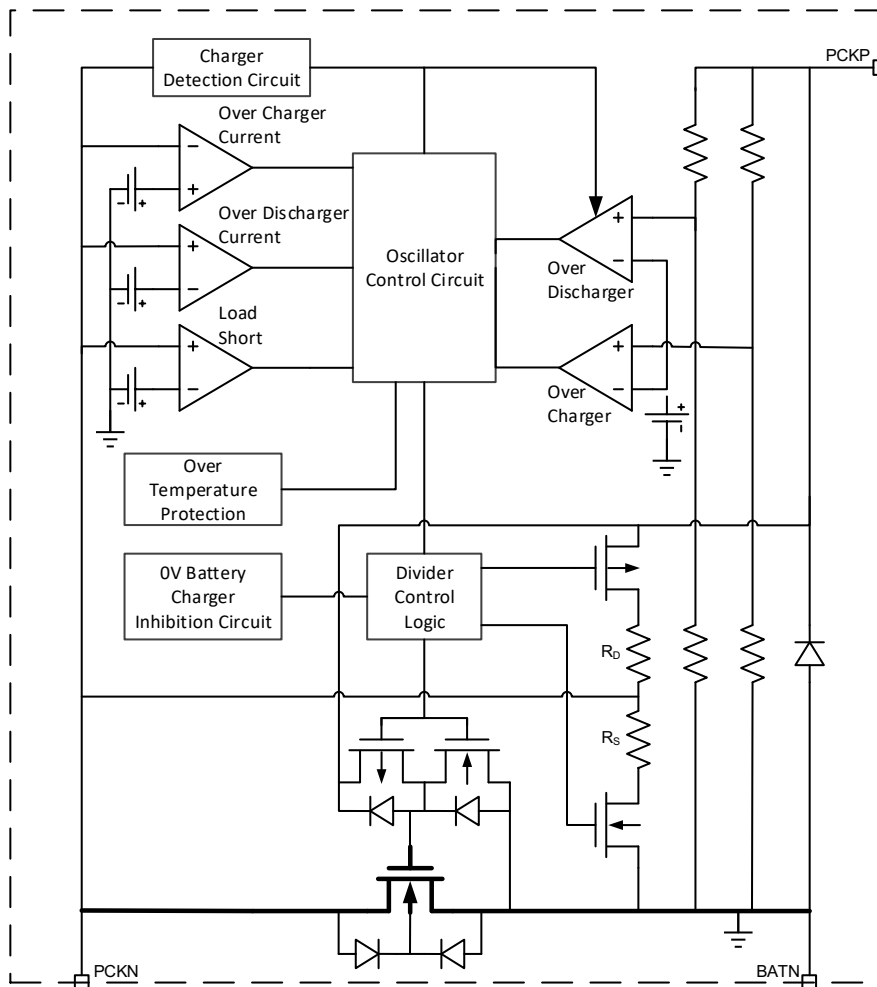 Charger
Detection Circuit
PCKP
Over Charger
Current
-
+
- +
Over Discharger
Current
+
-
- +
Load
Short
+
-
- +
Oscillator
Control Circuit
+
-
Over
Discharger
+
-
Over
Charger
+
-
Over
Temperature
Protection
0V Battery
Charger
Inhibition Circuit
Divider
Control
Logic
RD
RS
PCKN
BATN